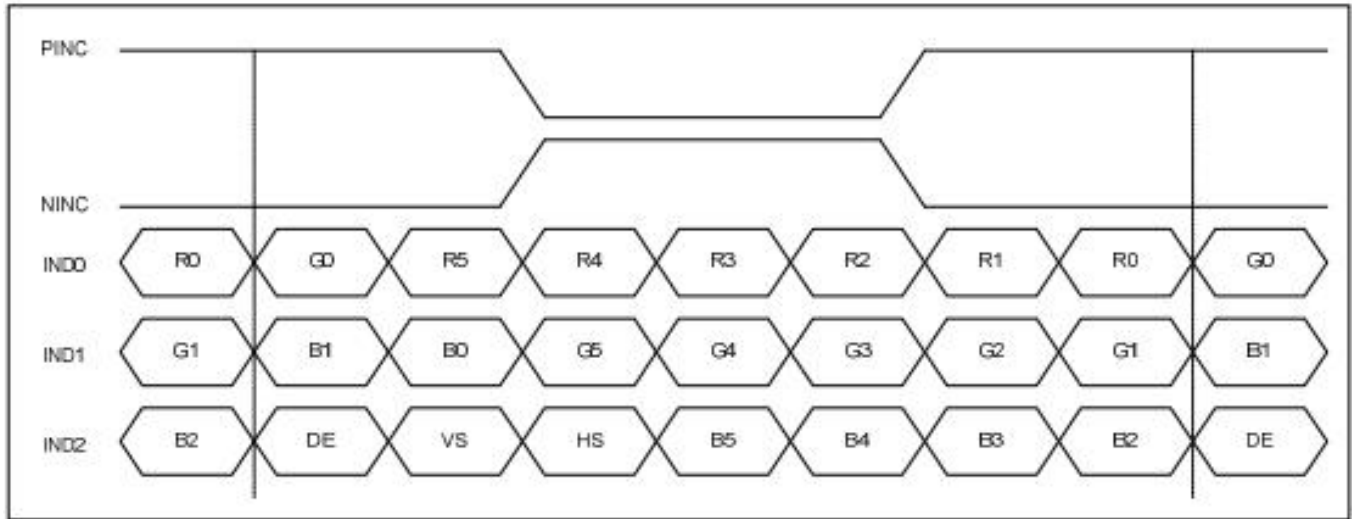 PINC
NINC
IND0 R0 G0 R5 R4 R3 R2 R1 R0 G0
IND1 G1 B1 B0 G5 G4 G3 G2 G1 B1
IND2 B2 DE VS HS B5 B4 B3 B2 DE